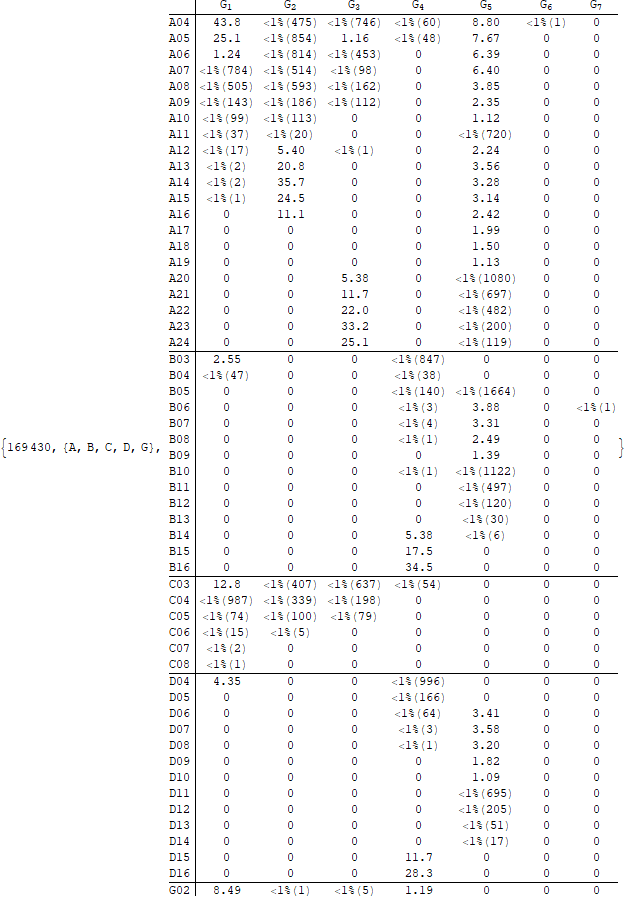 G1 G2 G3 G4 G5 G6 G7
A04 43.8 <1%(475) <1%(746) <1%(60) 8.80 <1%(1) 0
A05 25.1 <1%(854) 1.16 <1%(48) 7.67 0 0
A06 1.24 <1%(814) <1%(453) 0 6.39 0 0
A07 <1%(784) <1%(514) <1%(98) 0 6.40 0 0
A08 <1%(505) <1%(593) <1%(162) 0 3.85 0 0
A09 <1%(143) <1%(186) <1%(112) 0 2.35 0 0
A10 <1%(99) <1%(113) 0 0 1.12 0 0
A11 <1%(37) <1%(20) 0 0 <1%(720) 0 0
A12 <1%(17) 5.40 <1%(1) 0 2.24 0 0
A13 <1%(2) 20.8 0 0 3.56 0 0
A14 <1%(2) 35.7 0 0 3.28 0 0
A15 <1%(1) 24.5 0 0 3.14 0 0
A16 0 11.1 0 0 2.42 0 0
A17 0 0 0 0 1.99 0 0
A18 0 0 0 0 1.50 0 0
A19 0 0 0 0 1.13 0 0
A20 0 0 5.38 0 <1%(1080) 0 0
A21 0 0 11.7 0 <1%(697) 0 0
A22 0 0 22.0 0 <1%(482) 0 0
A23 0 0 33.2 0 <1%(200) 0 0
A24 0 0 25.1 0 <1%(119) 0 0
B03 2.55 0 0 <1%(847) 0 0 0
B04 <1%(47) 0 0 <1%(38) 0 0 0
B05 0 0 0 <1%(140) <1%(1664) 0 0
B06 0 0 0 <1%(3) 3.88 0 <1%(1)
B07 0 0 0 <1%(4) 3.31 0 0
B08 0 0 0 <1%(1) 2.49 0 0
{169430, {A, B, C, D, G}, B09 0 0 0 0 1.39 0 0 }
B10 0 0 0 <1%(1) <1%(1122) 0 0
B11 0 0 0 0 <1%(497) 0 0
B12 0 0 0 0 <1%(120) 0 0
B13 0 0 0 0 <1%(30) 0 0
B14 0 0 0 5.38 <1%(6) 0 0
B15 0 0 0 17.5 0 0 0
B16 0 0 0 34.5 0 0 0
C03 12.8 <1%(407) <1%(637) <1%(54) 0 0 0
C04 <1%(987) <1%(339) <1%(198) 0 0 0 0
C05 <1%(74) <1%(100) <1%(79) 0 0 0 0
C06 <1%(15) <1%(5) 0 0 0 0 0
C07 <1%(2) 0 0 0 0 0 0
C08 <1%(1) 0 0 0 0 0 0
D04 4.35 0 0 <1%(996) 0 0 0
D05 0 0 0 <1%(166) 0 0 0
D06 0 0 0 <1%(64) 3.41 0 0
D07 0 0 0 <1%(3) 3.58 0 0
D08 0 0 0 <1%(1) 3.20 0 0
D09 0 0 0 0 1.82 0 0
D10 0 0 0 0 1.09 0 0
D11 0 0 0 0 <1%(695) 0 0
D12 0 0 0 0 <1%(205) 0 0
D13 0 0 0 0 <1%(51) 0 0
D14 0 0 0 0 <1%(17) 0 0
D15 0 0 0 11.7 0 0 0
D16 0 0 0 28.3 0 0 0
G02 8.49 <1%(1) <1%(5) 1.19 0 0 0